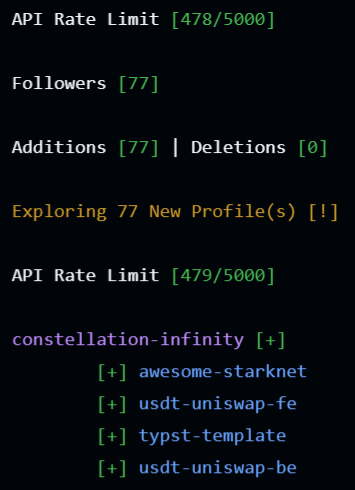 API Rate Limit [478/5000]
Followers [77]
Additions [77] | Deletions [0]
Exploring 77 New Profile(s) [!]
API Rate Limit [479/5000]
constellation-infinity [+]
[+] awesome-starknet
[+] usdt-uniswap-fe
[+] typst-template
[+] usdt-uniswap-be